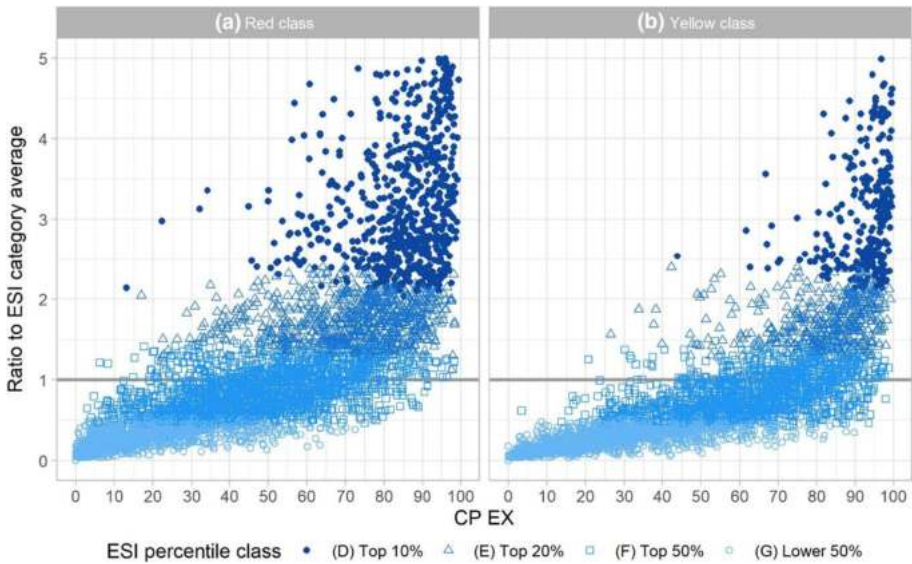 (a) Red class
(b) Yellow class
Ratio to ESI category average
5
4
3
2
1
0
0 10 20 30 40 50 60 70 80 90 100
0 10 20 30 40 50 60 70 80 90 100
CP EX
ESI percentile class (D) Top 10% (E) Top 20% (F) Top 50% (G) Lower 50%